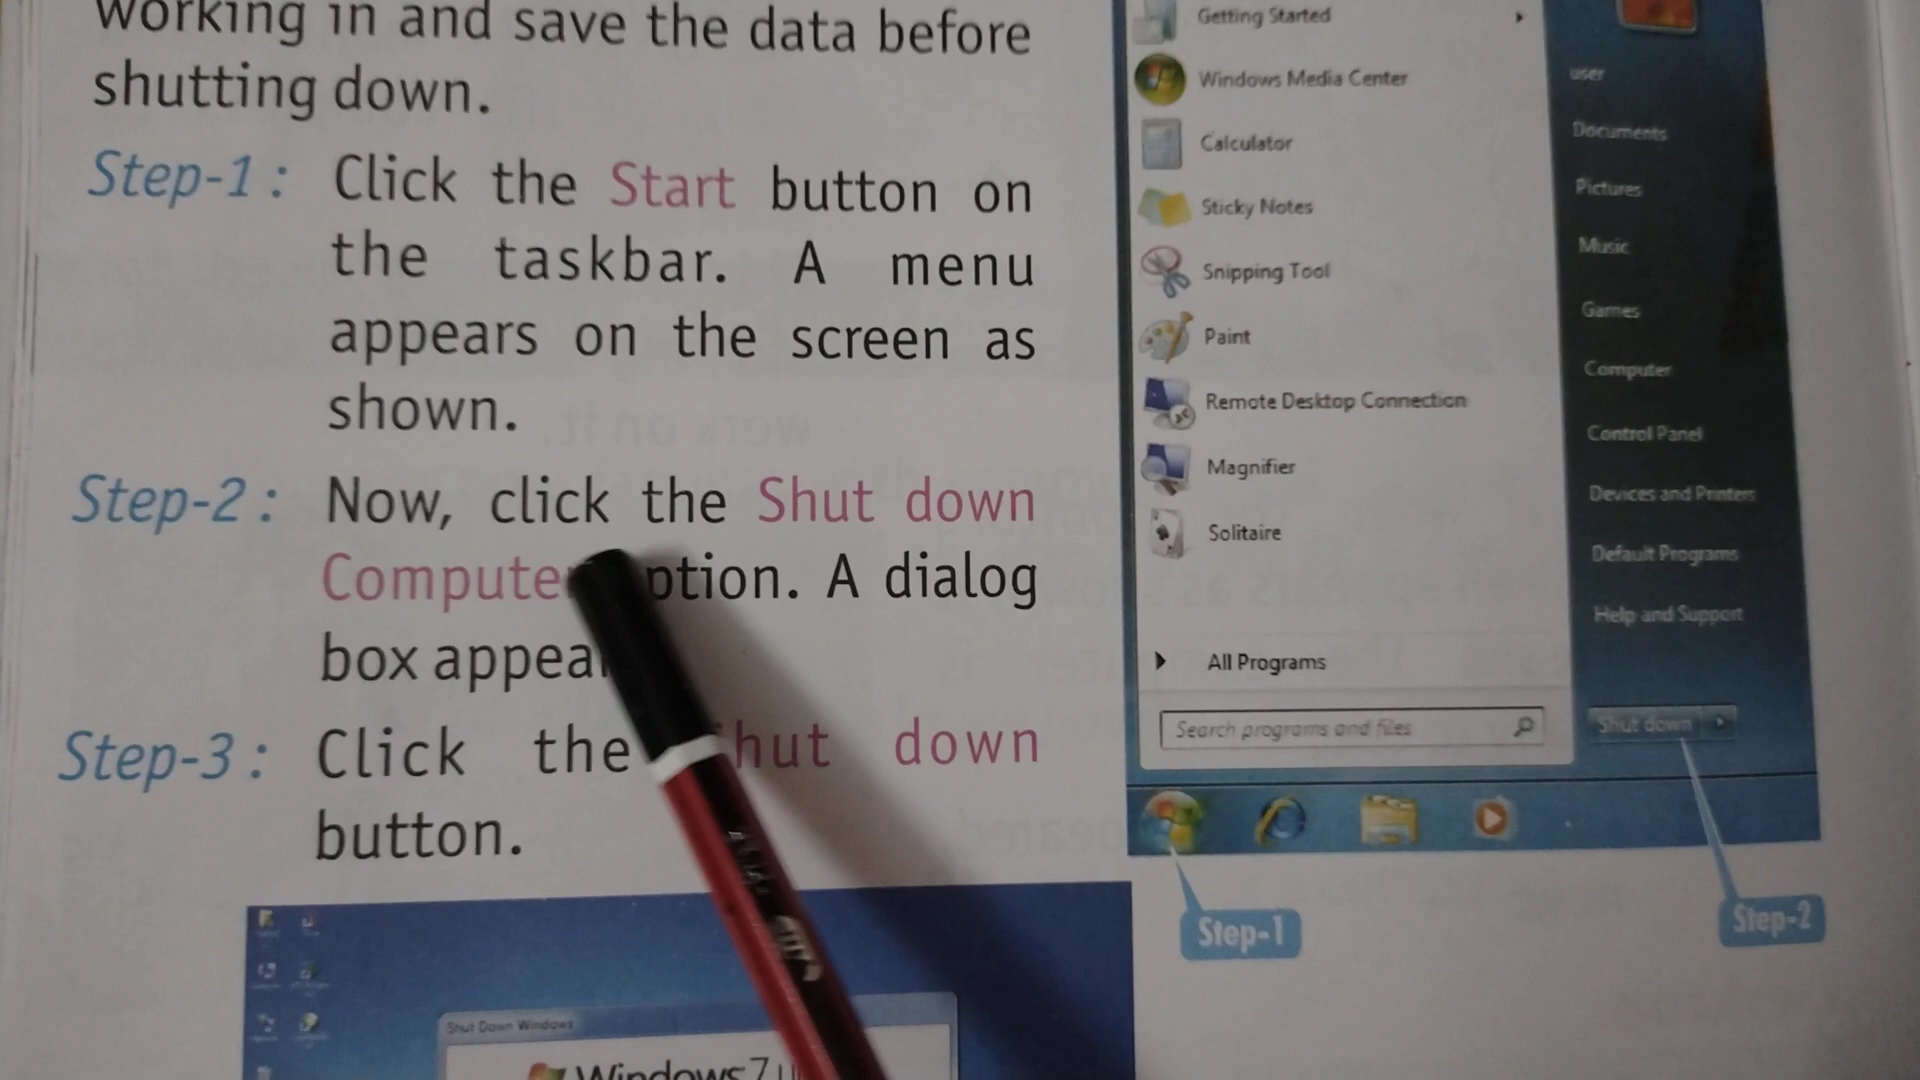 working in and save the data before
shutting down.
Step-1 : Click the Start button on
the taskbar. A menu
appears on the screen as
shown.
Step-2 : Now, click the Shut down
Computer ption. A dialog
box appea
Step-3 : Click the Shut down
button.
Shut Down Windows
Windows 7
Getting Started
Windows Media Center
Calculator
Sticky Notes
Snipping Tool
Paint
Remote Desktop Connection
Magnifier
Solitaire
All Programs
Search programs and files
user
Documents
Pictures
Music
Games
Computer
Control Panel
Devices and Printers
Default Programs
Help and Support
Shut down
Step-1
Step-2